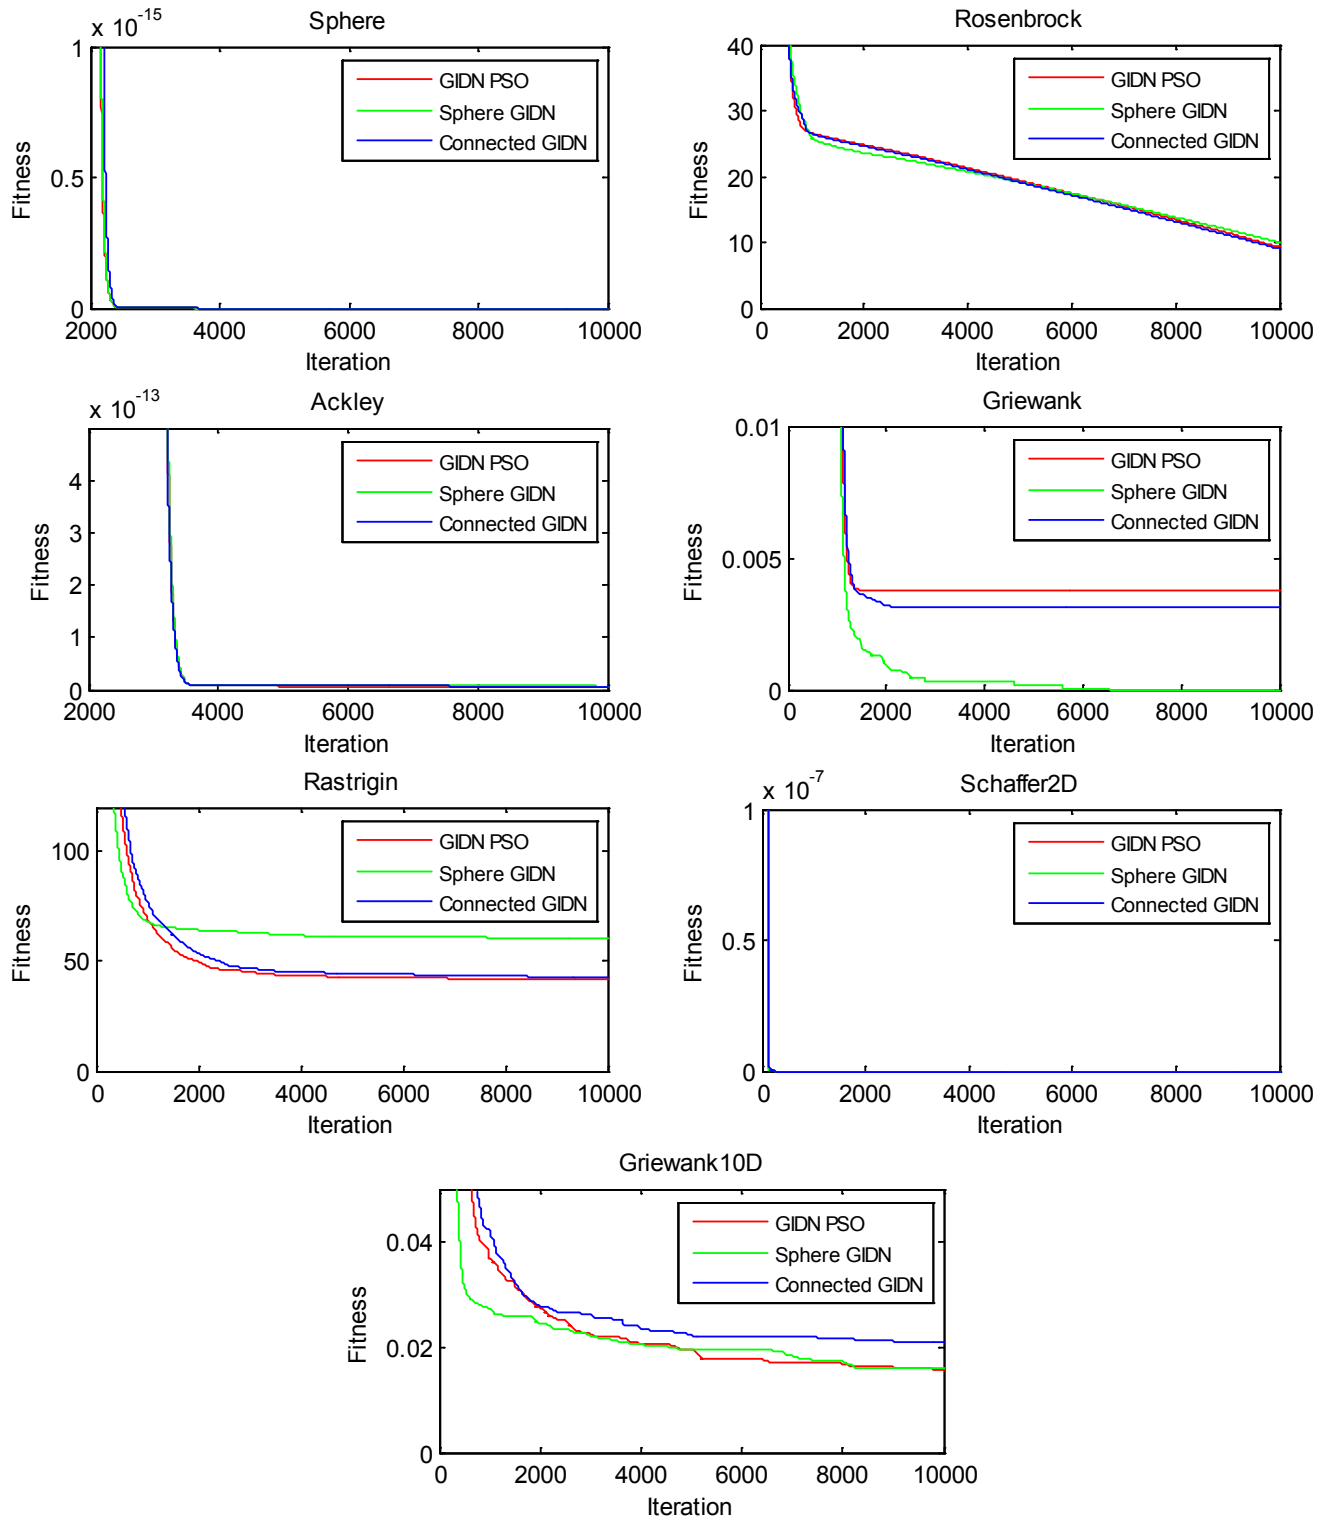 Sphere
x 10^-15
1
0.5
0
Fitness
GIDN PSO
Sphere GIDN
Connected GIDN
2000 4000 6000 8000 10000
Iteration
Rosenbrock
40
30
20
10
0
Fitness
GIDN PSO
Sphere GIDN
Connected GIDN
0 2000 4000 6000 8000 10000
Iteration
Ackley
x 10^-13
4
3
2
1
0
Fitness
GIDN PSO
Sphere GIDN
Connected GIDN
2000 4000 6000 8000 10000
Iteration
Griewank
0.01
0.005
0
Fitness
GIDN PSO
Sphere GIDN
Connected GIDN
0 2000 4000 6000 8000 10000
Iteration
Rastrigin
100
50
0
Fitness
GIDN PSO
Sphere GIDN
Connected GIDN
0 2000 4000 6000 8000 10000
Iteration
Schaffer2D
x 10^-7
1
0.5
0
Fitness
GIDN PSO
Sphere GIDN
Connected GIDN
0 2000 4000 6000 8000 10000
Iteration
Griewank10D
0.04
0.02
0
Fitness
GIDN PSO
Sphere GIDN
Connected GIDN
0 2000 4000 6000 8000 10000
Iteration